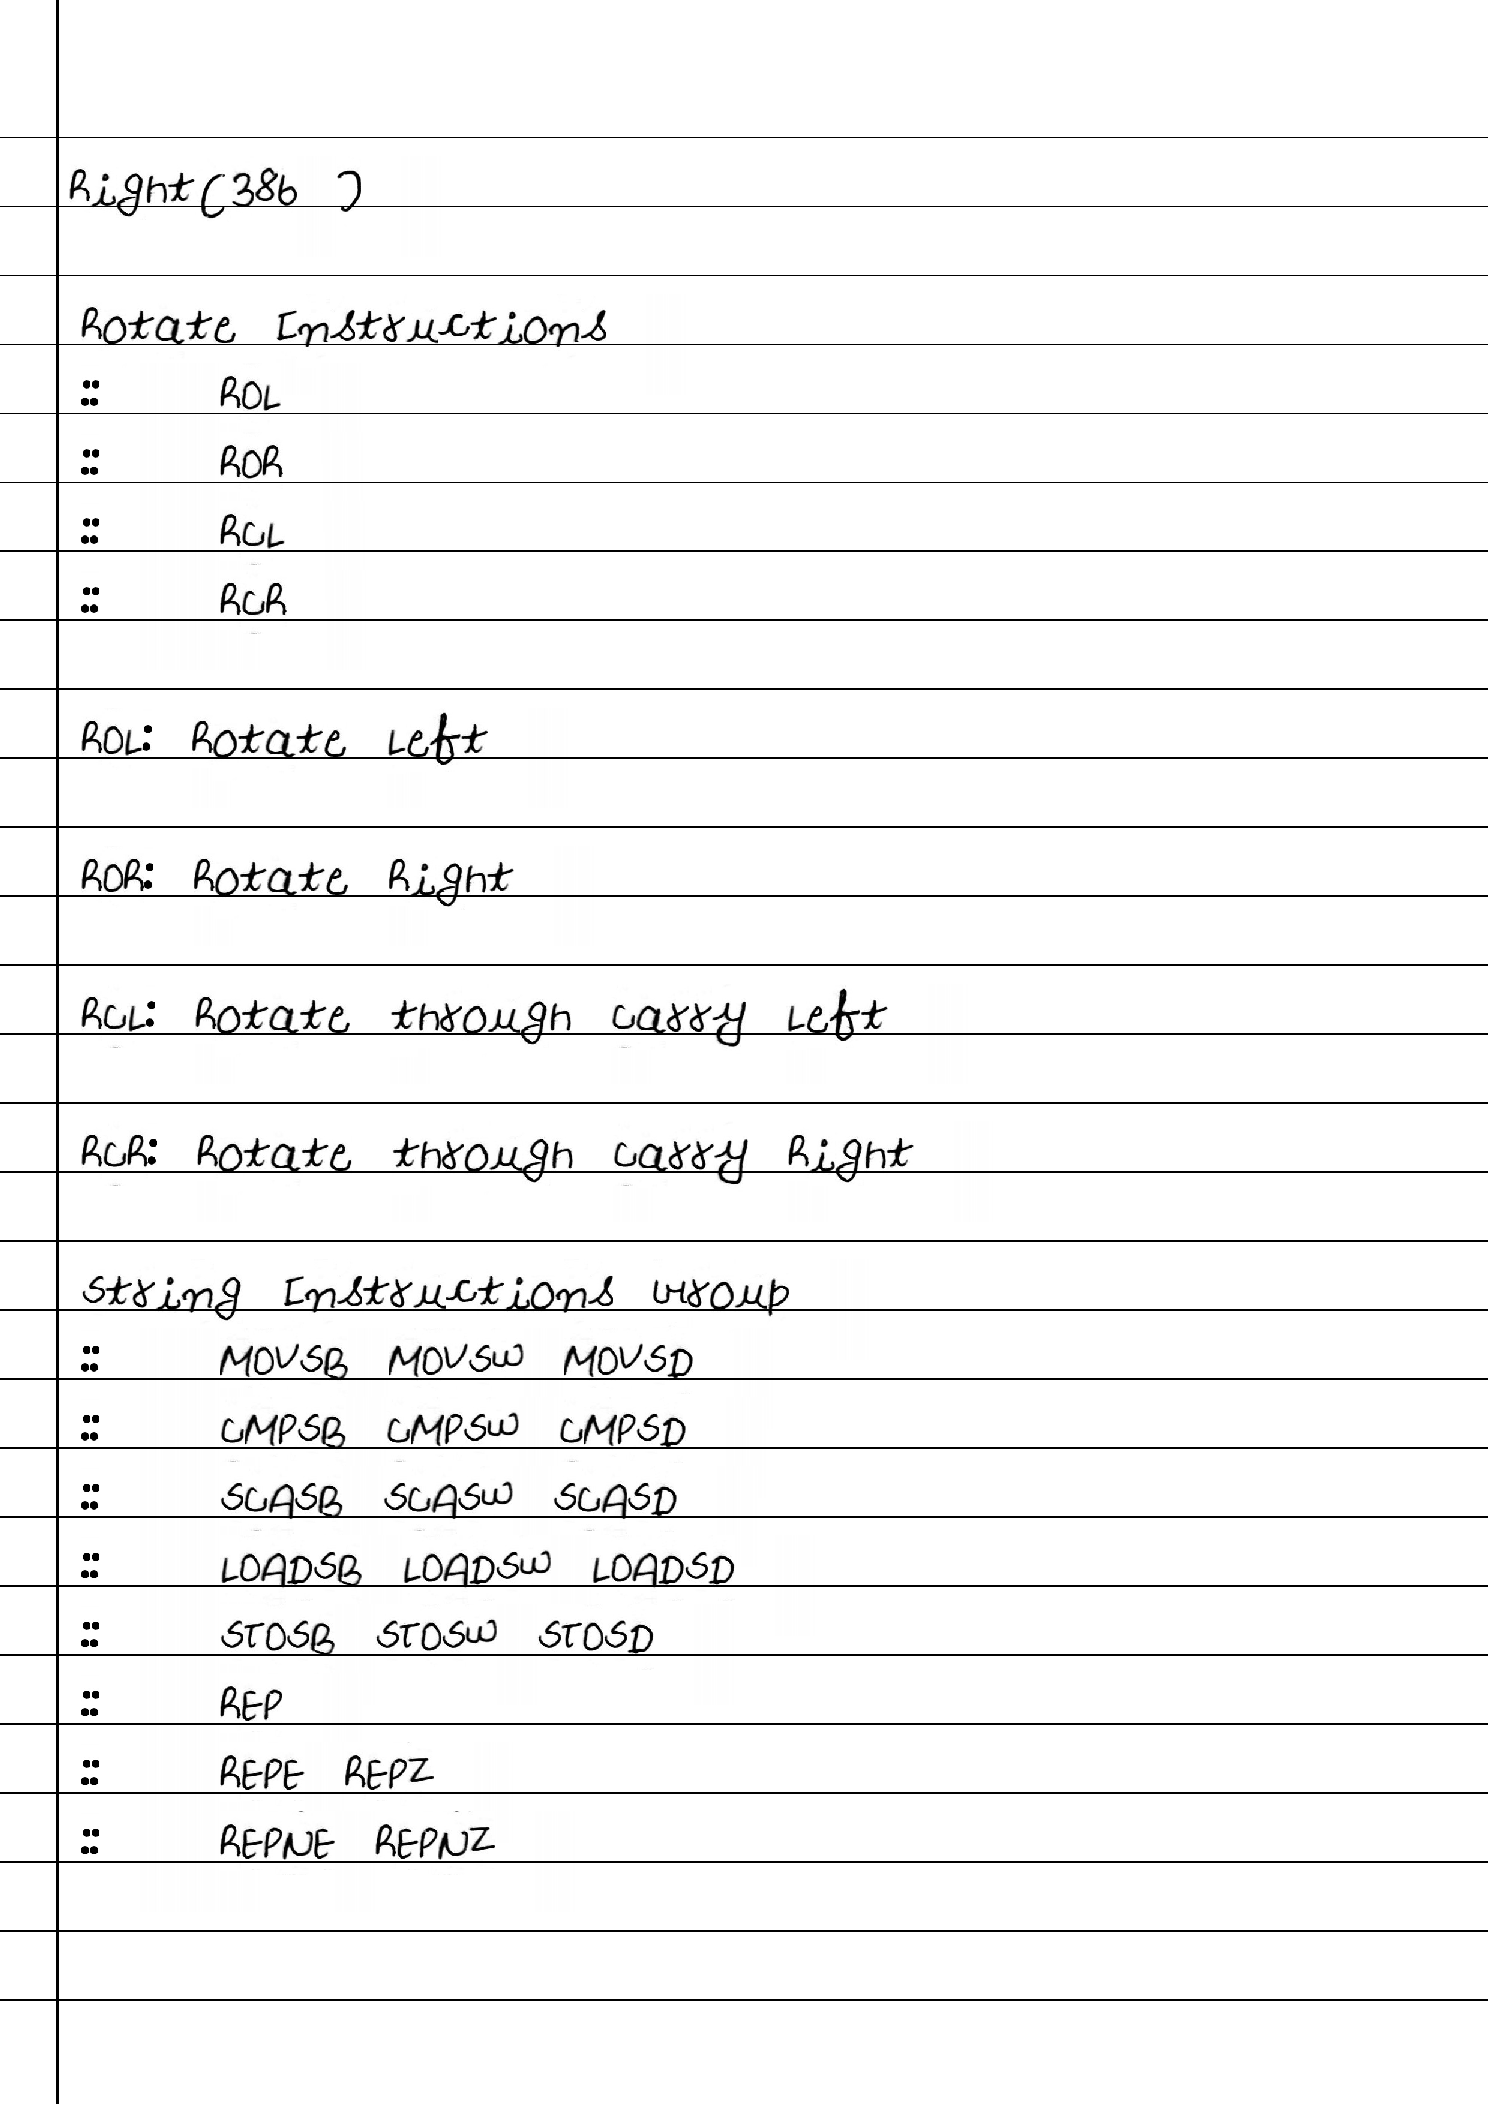 Right(386 )
Rotate Instructions
:: ROL
:: ROR
:: RCL
:: RCR
ROL: Rotate Left
ROR: Rotate Right
RCL: Rotate through carry Left
RCR: Rotate through carry Right
String Instructions Group
:: MOVSB MOVSW MOVSD
:: CMPSB CMPSW CMPSD
:: SCASB SCASW SCASD
:: LOADSB LOADSW LOADSD
:: STOSB STOSW STOSD
:: REP
:: REPE REPZ
:: REPNE REPNZ